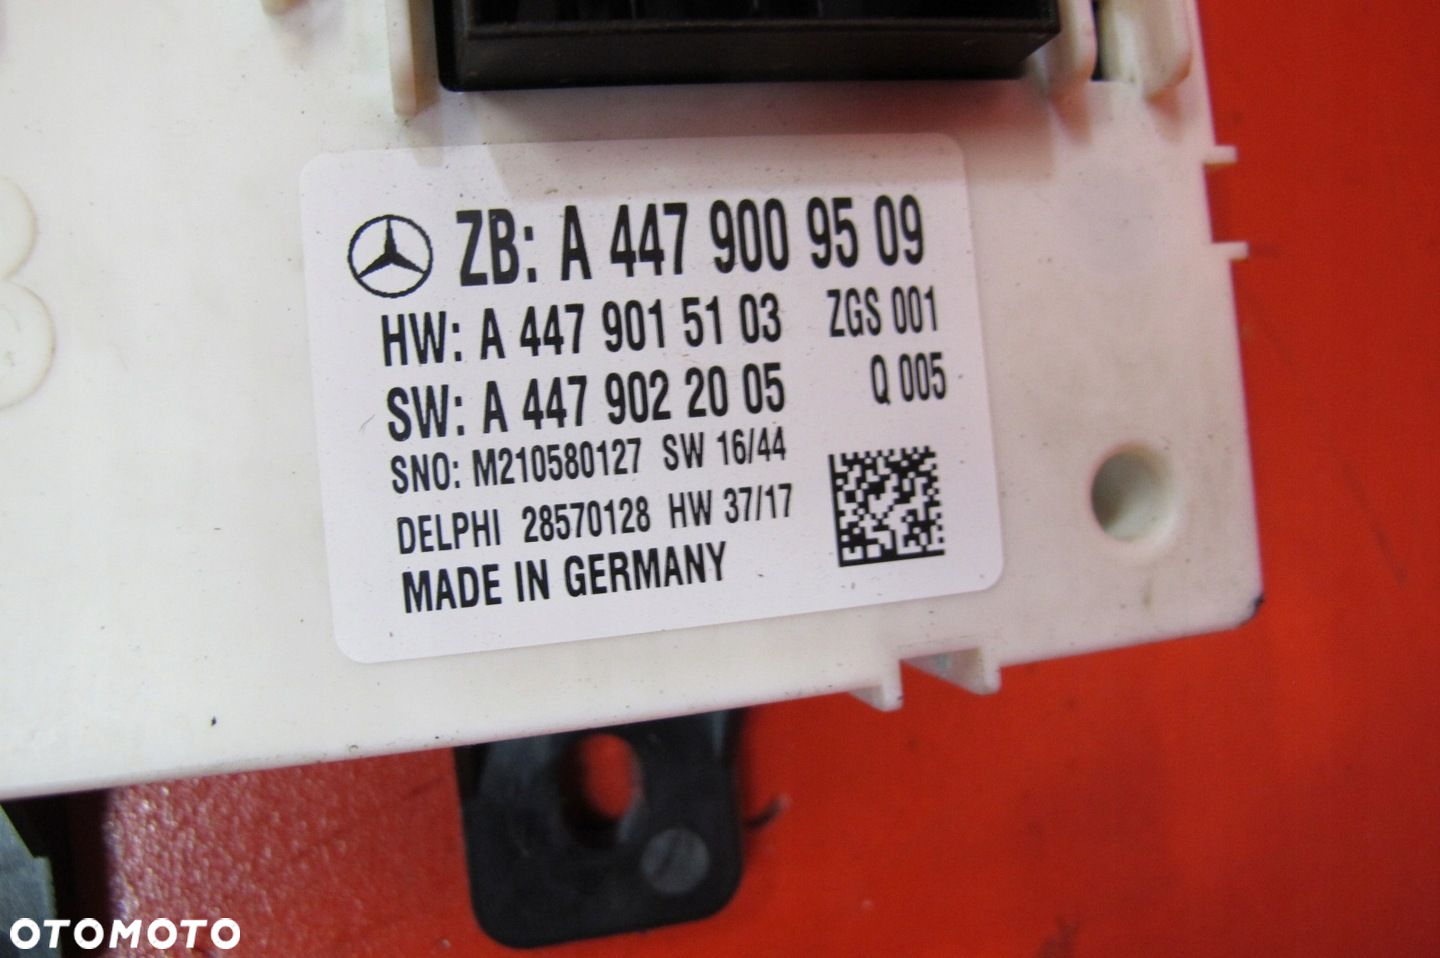 ZB: A 447 900 95 09
HW: A 447 901 51 03 ZGS 001
SW: A 447 902 20 05 Q 005
SNO: M210580127 SW 16/44
DELPHI 28570128 HW 37/17
MADE IN GERMANY
OTOMOTO